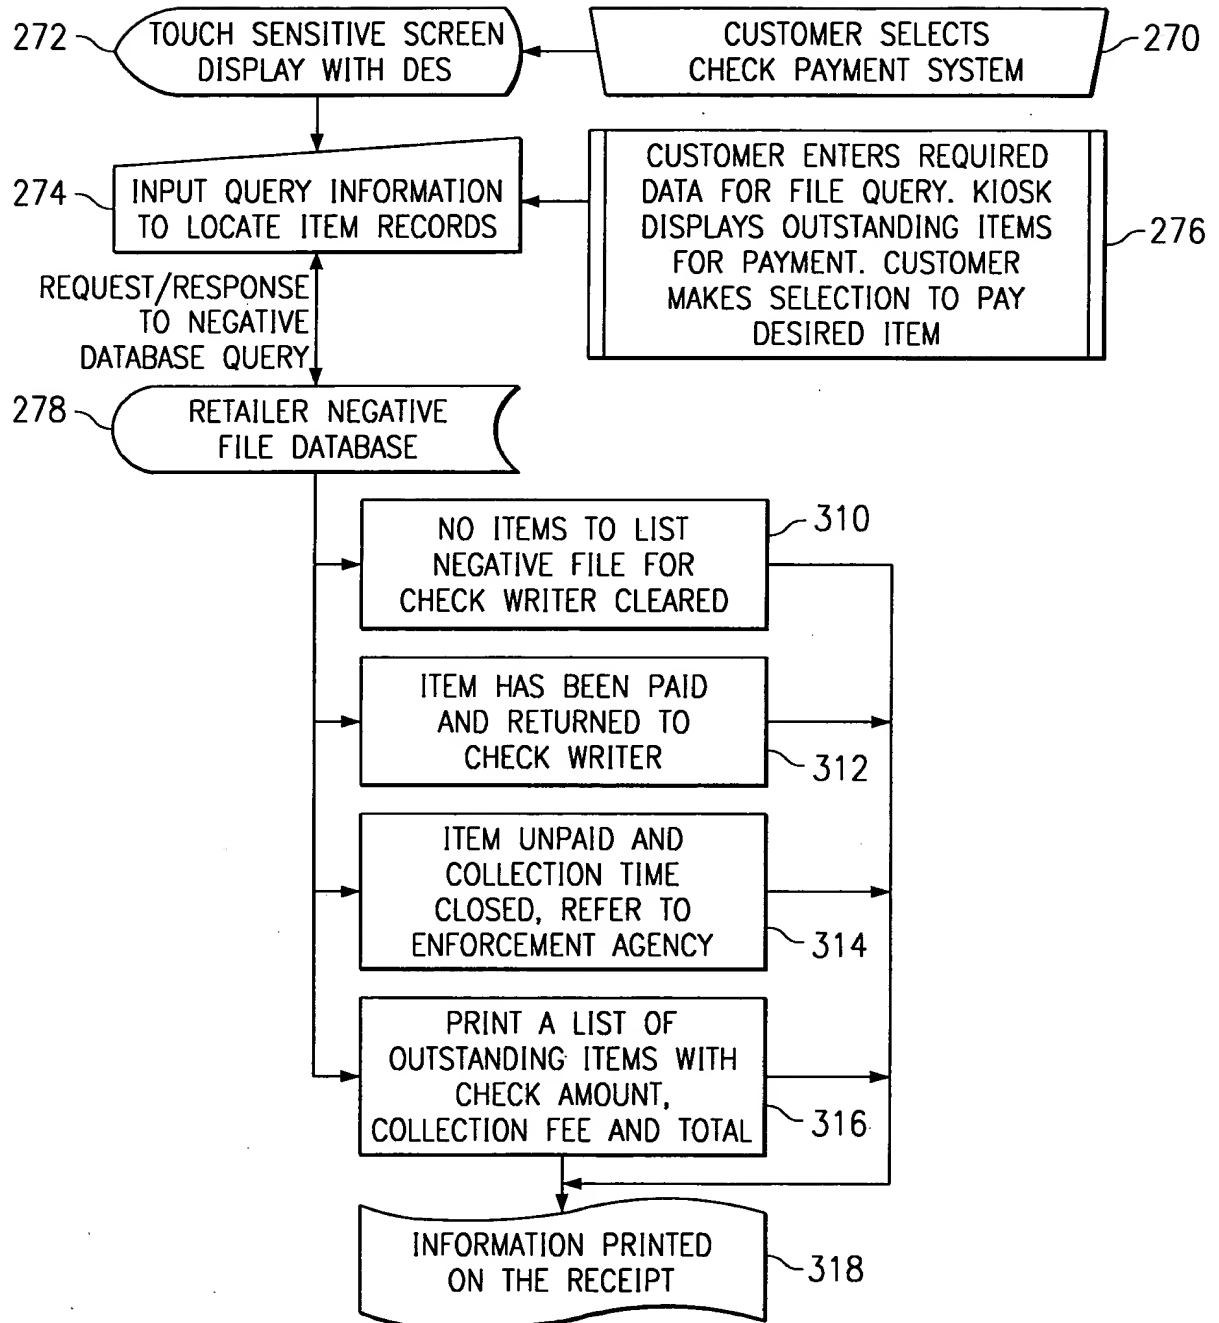 272
TOUCH SENSITIVE SCREEN
DISPLAY WITH DES
CUSTOMER SELECTS
CHECK PAYMENT SYSTEM
270
274
INPUT QUERY INFORMATION
TO LOCATE ITEM RECORDS
CUSTOMER ENTERS REQUIRED
DATA FOR FILE QUERY. KIOSK
DISPLAYS OUTSTANDING ITEMS
FOR PAYMENT. CUSTOMER
MAKES SELECTION TO PAY
DESIRED ITEM
276
REQUEST/RESPONSE
TO NEGATIVE
DATABASE QUERY
278
RETAILER NEGATIVE
FILE DATABASE
NO ITEMS TO LIST
NEGATIVE FILE FOR
CHECK WRITER CLEARED
310
ITEM HAS BEEN PAID
AND RETURNED TO
CHECK WRITER
312
ITEM UNPAID AND
COLLECTION TIME
CLOSED, REFER TO
ENFORCEMENT AGENCY
314
PRINT A LIST OF
OUTSTANDING ITEMS WITH
CHECK AMOUNT,
COLLECTION FEE AND TOTAL
316
INFORMATION PRINTED
ON THE RECEIPT
318